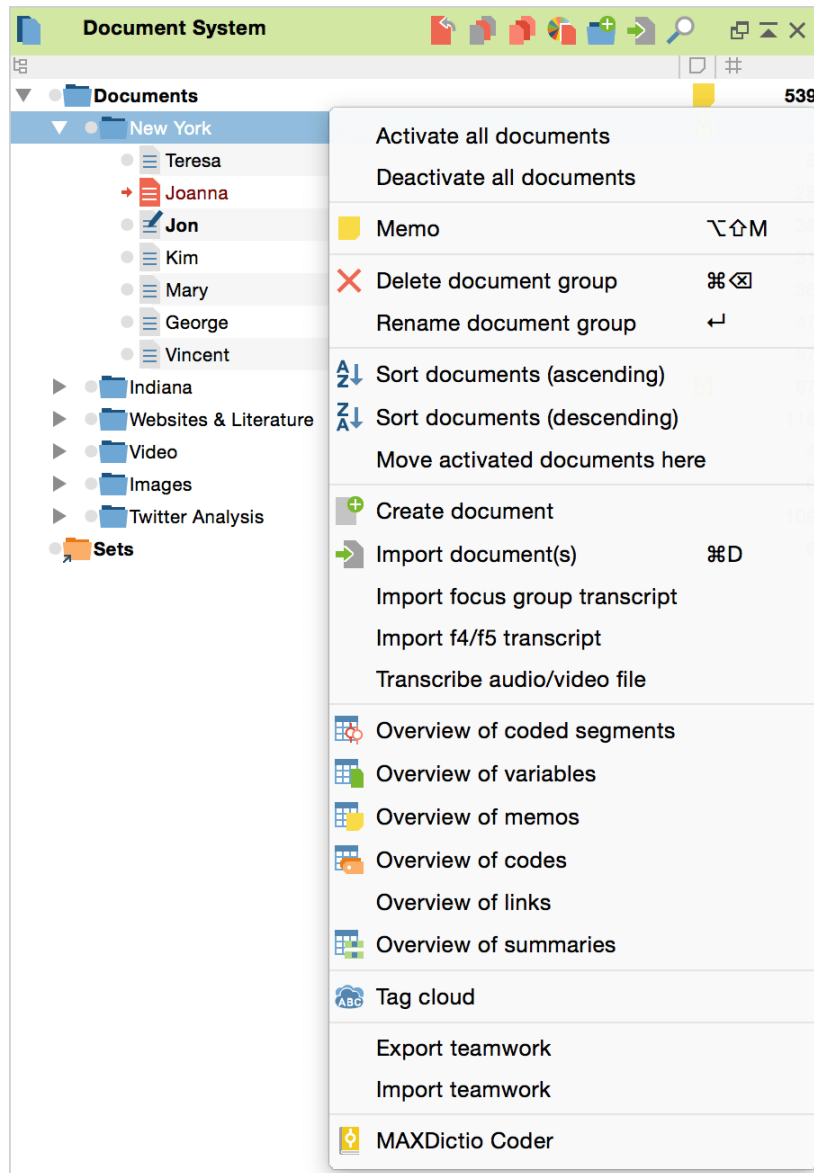 Document System
#
Documents 539
New York
Teresa
Joanna
Jon
Kim
Mary
George
Vincent
Indiana
Websites & Literature
Video
Images
Twitter Analysis
Sets
Activate all documents
Deactivate all documents
Memo ⌥⇧M
Delete document group ⌘⌫
Rename document group ↵
Sort documents (ascending)
Sort documents (descending)
Move activated documents here
Create document
Import document(s) ⌘D
Import focus group transcript
Import f4/f5 transcript
Transcribe audio/video file
Overview of coded segments
Overview of variables
Overview of memos
Overview of codes
Overview of links
Overview of summaries
ABC Tag cloud
Export teamwork
Import teamwork
MAXDictio Coder